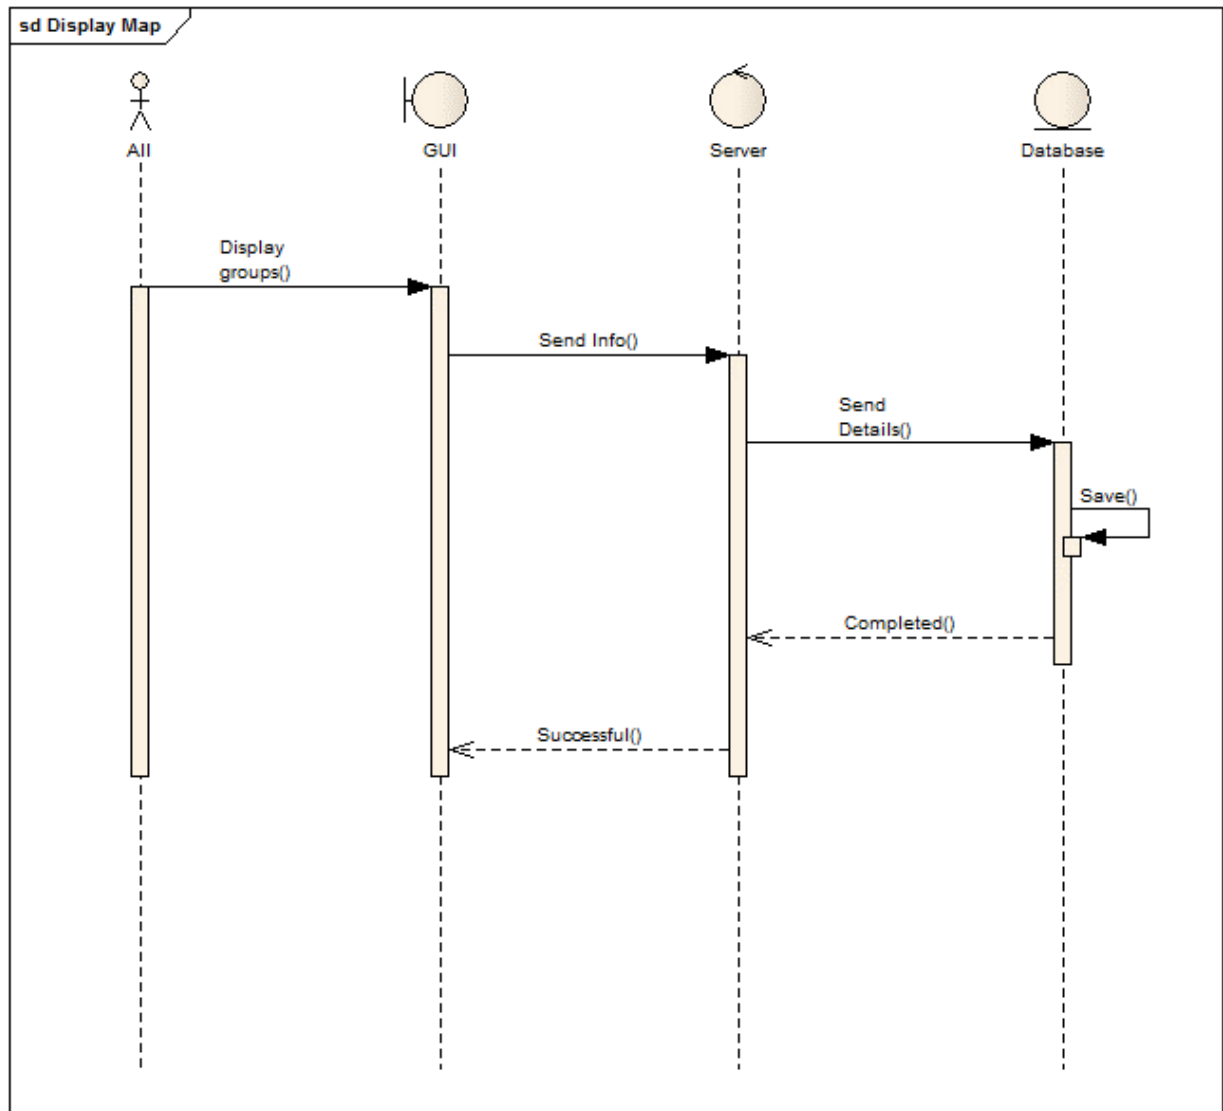 sd Display Map
All
GUI
Server
Database
Display
groups()
Send Info()
Send
Details()
Save()
Completed()
Successful()